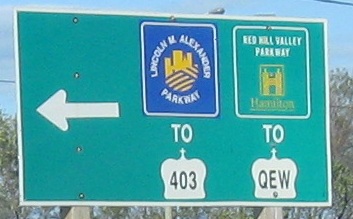 LINCOLN M. ALEXANDER
PARKWAY
RED HILL VALLEY
PARKWAY
Hamilton
TO
TO
403
QEW